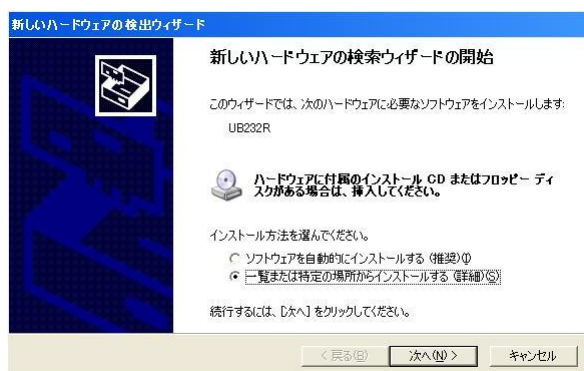 新しいハードウェアの検出ウィザード
新しいハードウェアの検索ウィザードの開始
このウィザードでは、次のハードウェアに必要なソフトウェアをインストールします:
UB232R
ハードウェアに付属のインストール CD またはフロッピー ディ
スクがある場合は、挿入してください。
インストール方法を選んでください。
ソフトウェアを自動的にインストールする (推奨)(I)
一覧または特定の場所からインストールする (詳細)(S)
続行するには、[次へ] をクリックしてください。
< 戻る(B) 次へ(N) > キャンセル